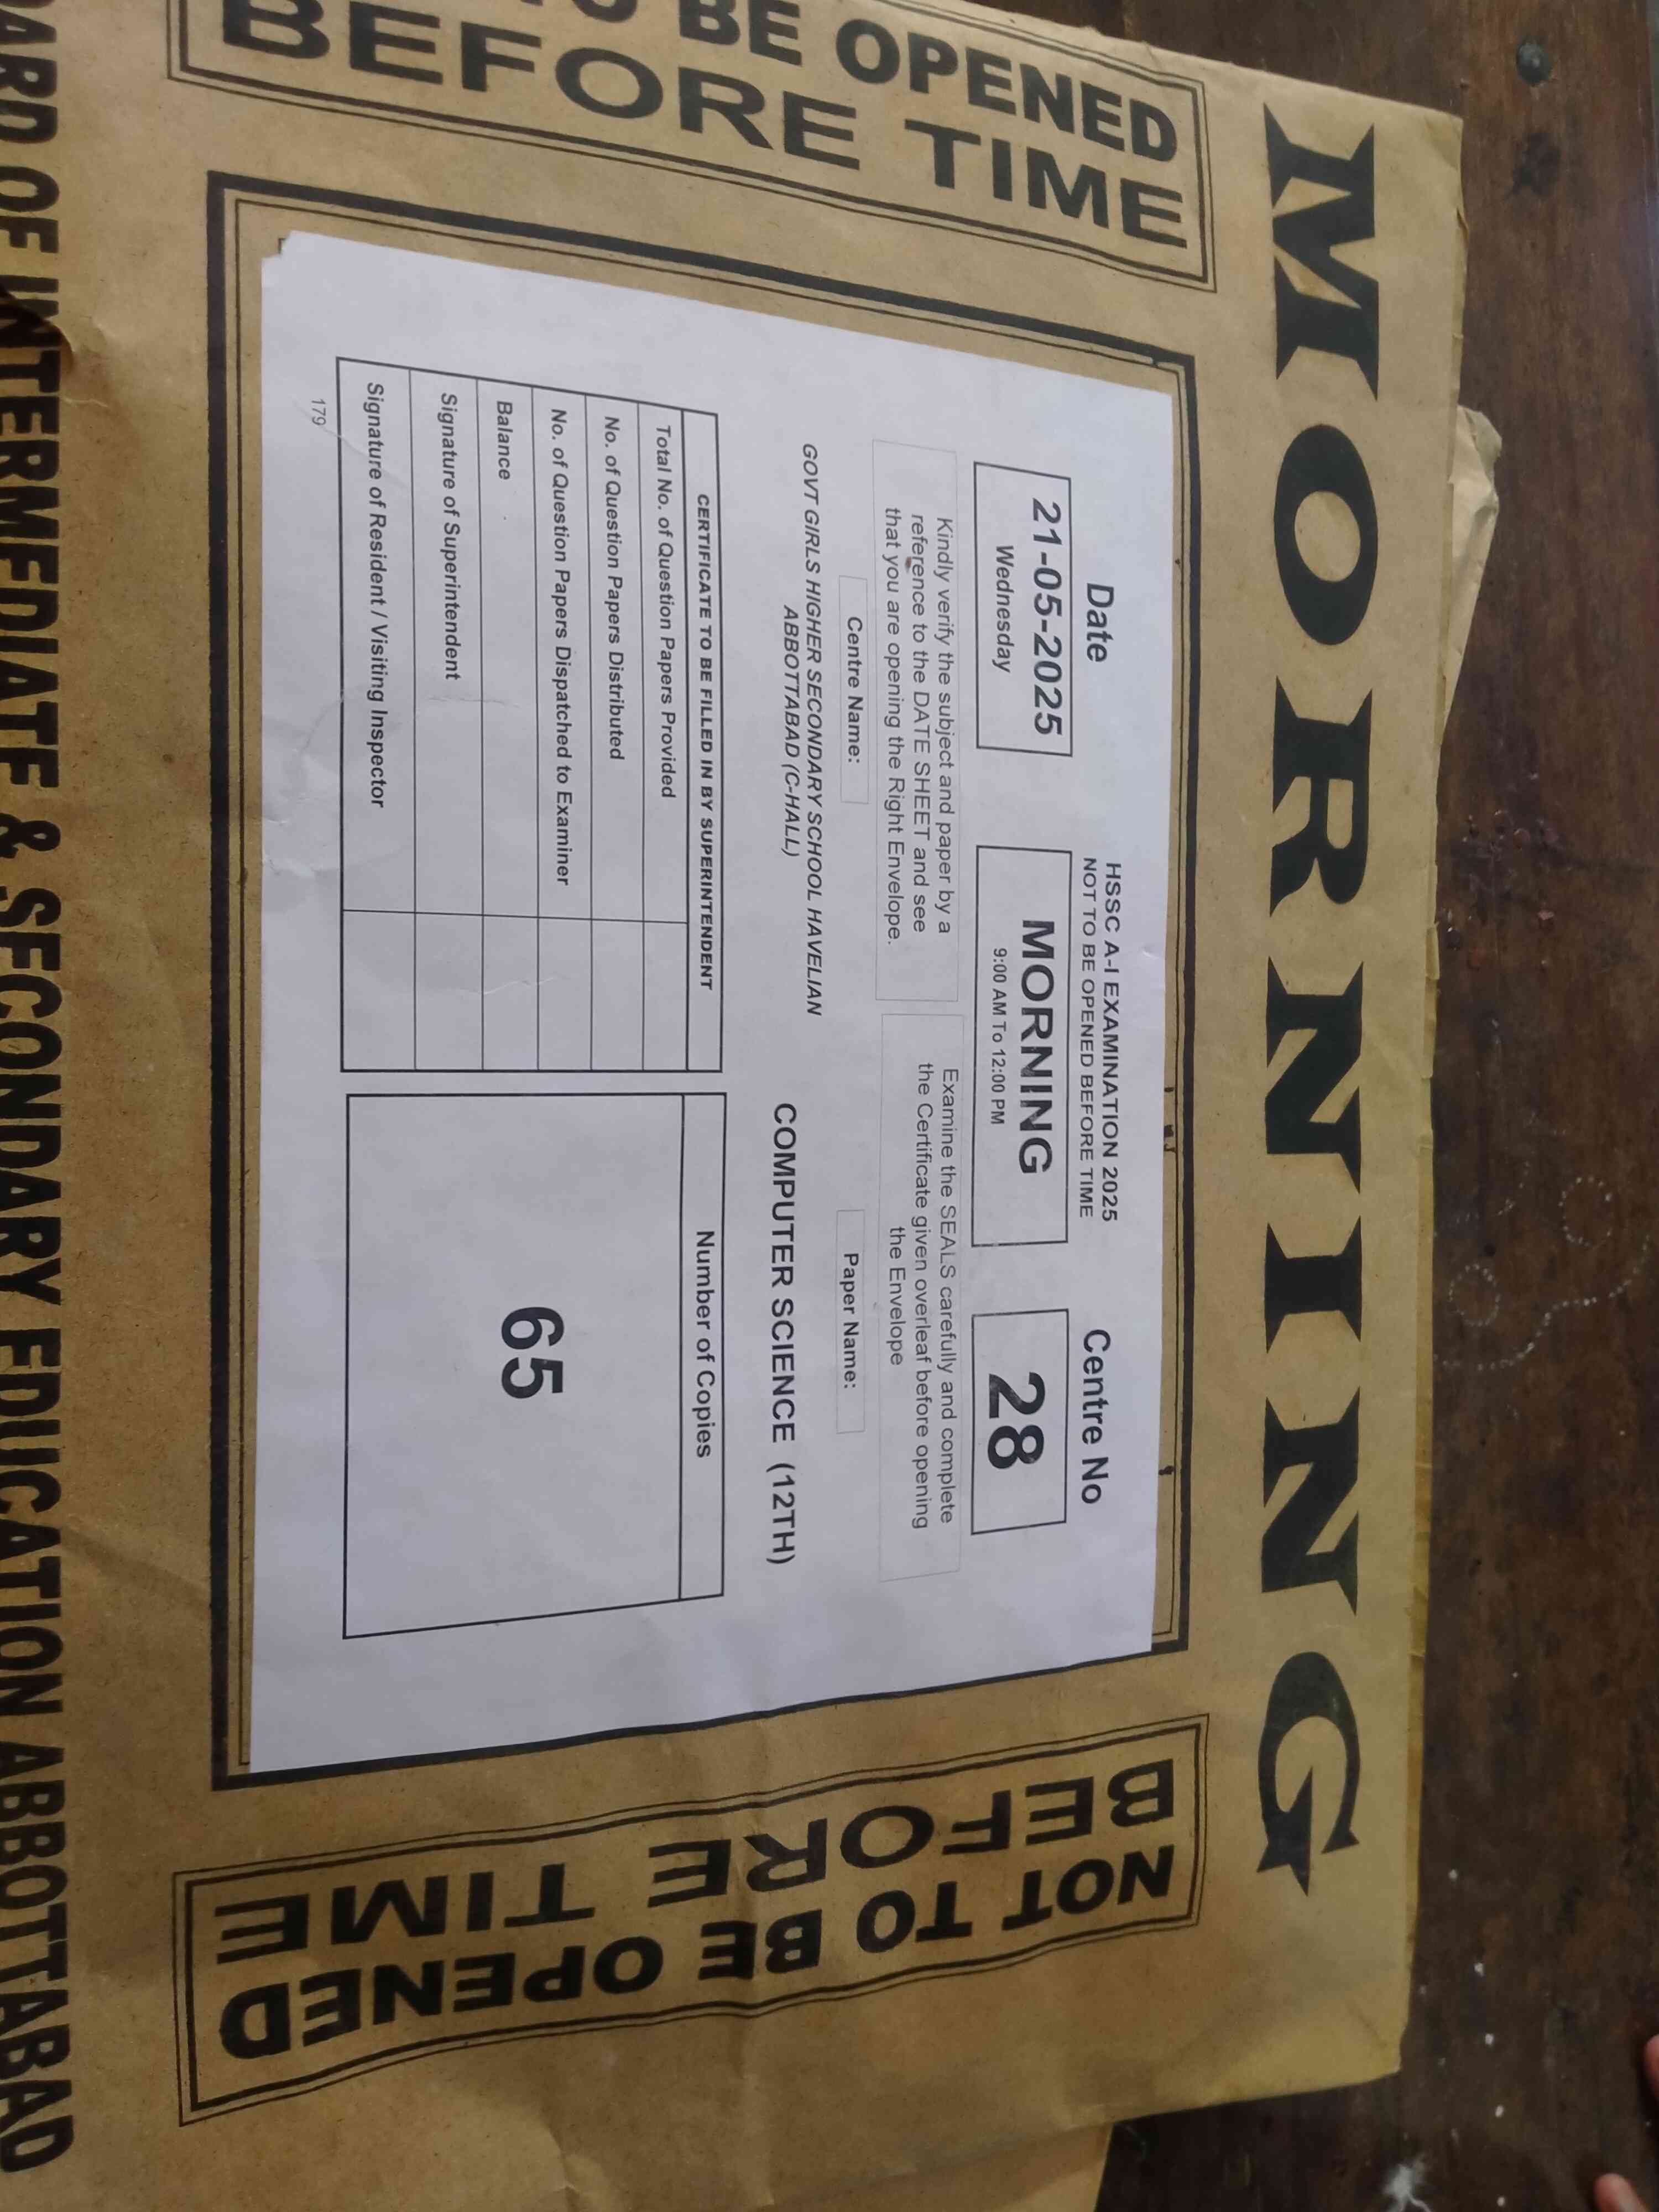 MORNING
TO BE OPENED
BEFORE TIME
HSSC A-I EXAMINATION 2025
NOT TO BE OPENED BEFORE TIME
Date
21-05-2025
Wednesday
MORNING
9:00 AM To 12:00 PM
Centre No
28
Kindly verify the subject and paper by a
reference to the DATE SHEET and see
that you are opening the Right Envelope.
Examine the SEALS carefully and complete
the Certificate given overleaf before opening
the Envelope
Centre Name:
GOVT GIRLS HIGHER SECONDARY SCHOOL HAVELIAN
ABBOTTABAD (C-HALL)
Paper Name:
COMPUTER SCIENCE (12TH)
CERTIFICATE TO BE FILLED IN BY SUPERINTENDENT
Total No. of Question Papers Provided
No. of Question Papers Distributed
No. of Question Papers Dispatched to Examiner
Balance
Signature of Superintendent
Signature of Resident / Visiting Inspector
Number of Copies
65
179
NOT TO BE OPENED
BEFORE TIME
OF INTERMEDIATE & SECONDARY EDUCATION ABBOTTABAD